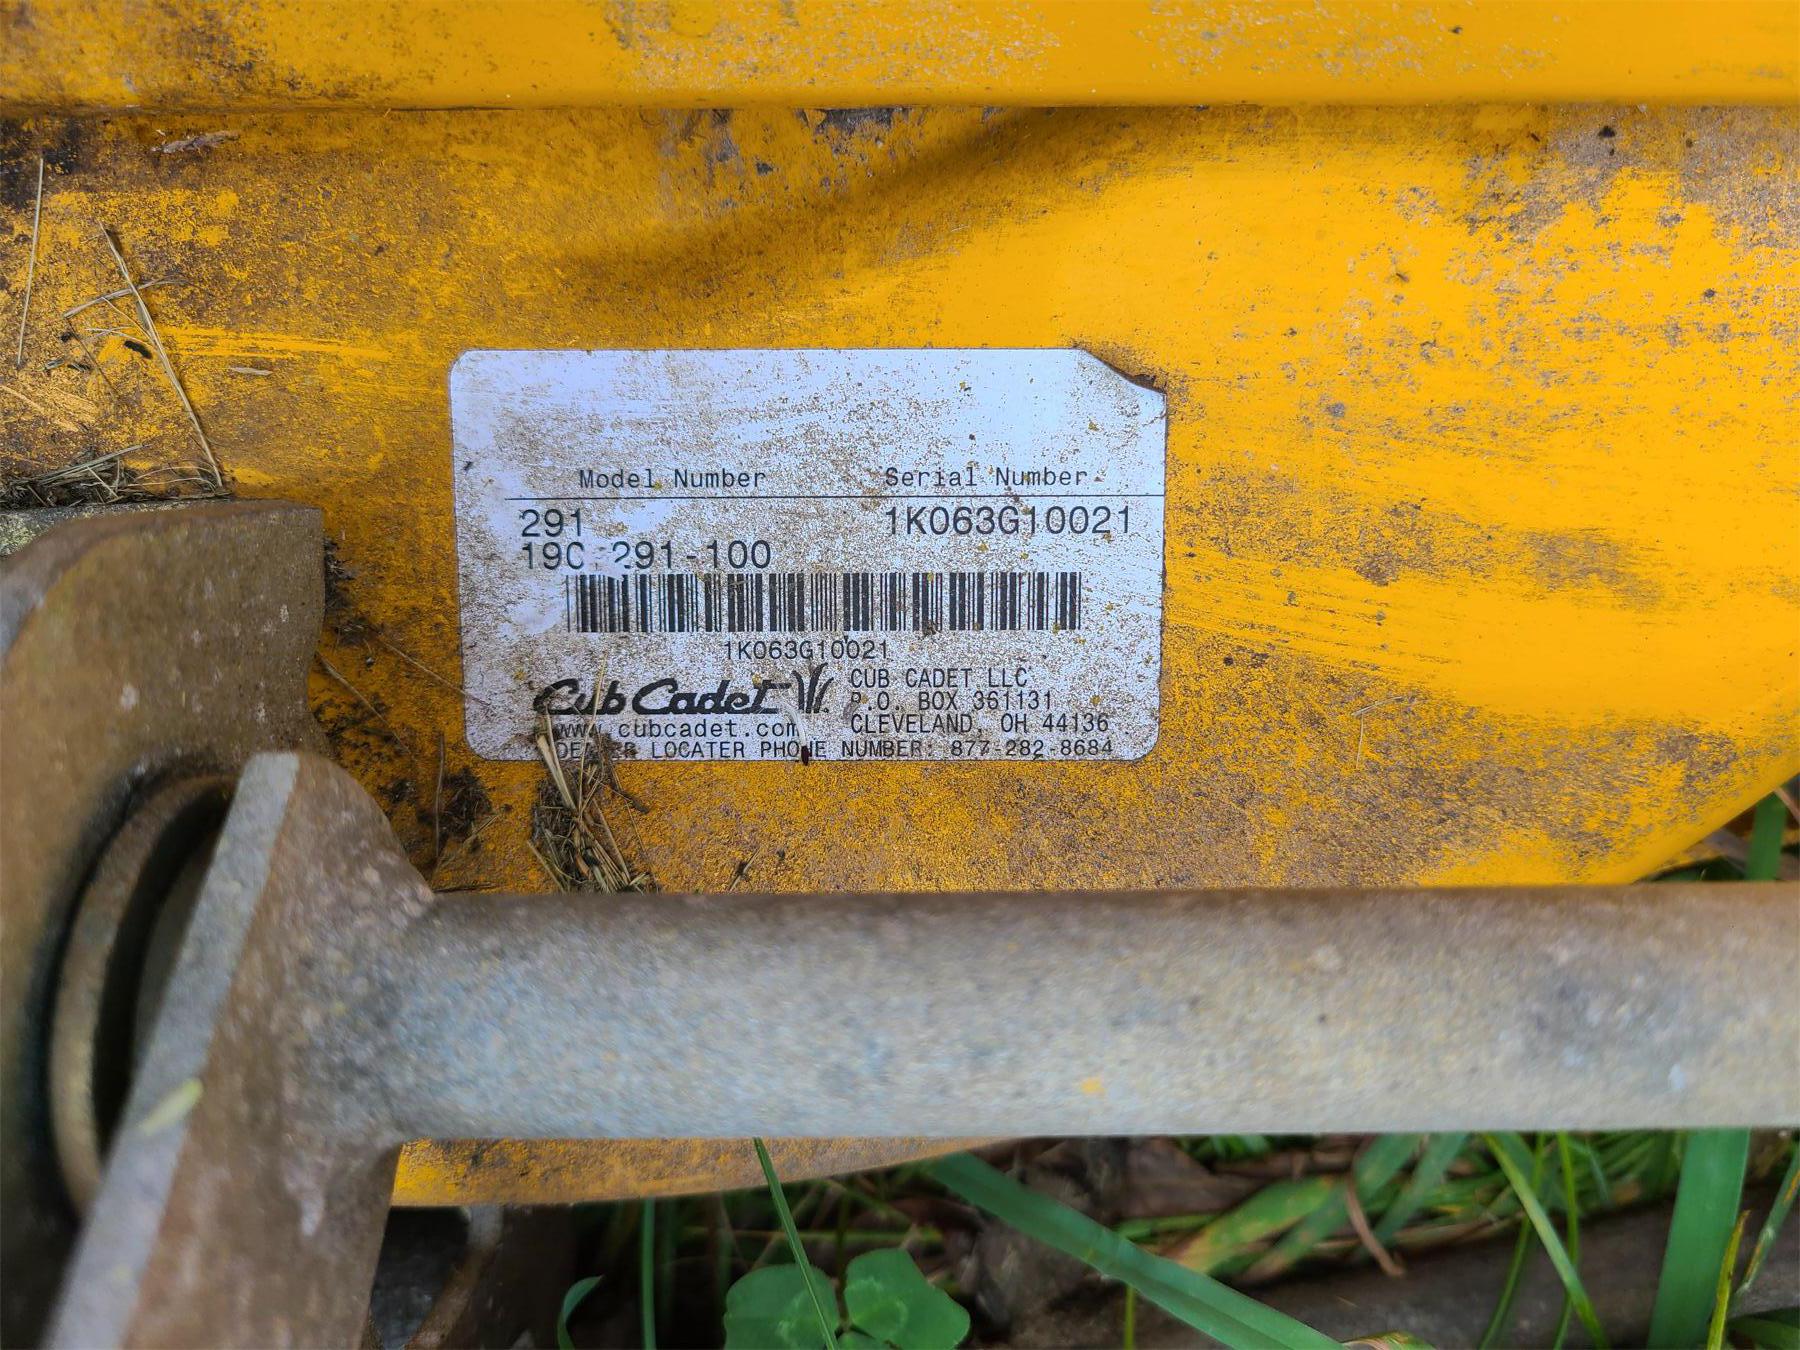 Model Number Serial Number
291 1K063G10021
19C 291-100
1K063G10021
Cub Cadet CUB CADET LLC
P.O. BOX 361131
www.cubcadet.com CLEVELAND, OH 44136
DEALER LOCATER PHONE NUMBER: 877-282-8684